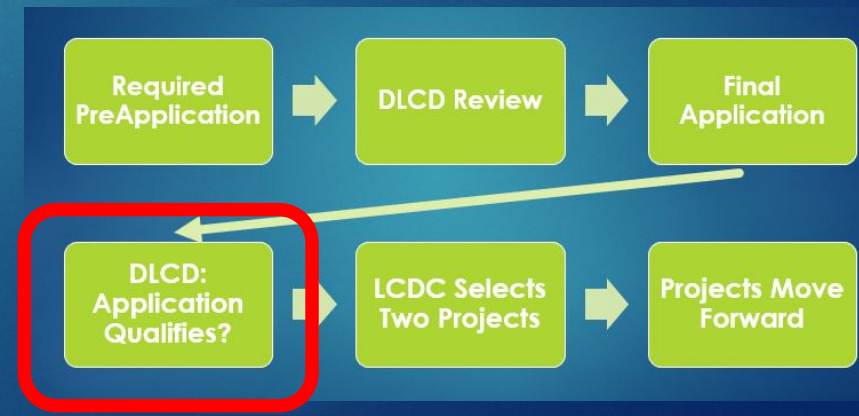 Required
PreApplication
DLCD Review
Final
Application
DLCD:
Application
Qualifies?
LCDC Selects
Two Projects
Projects Move
Forward